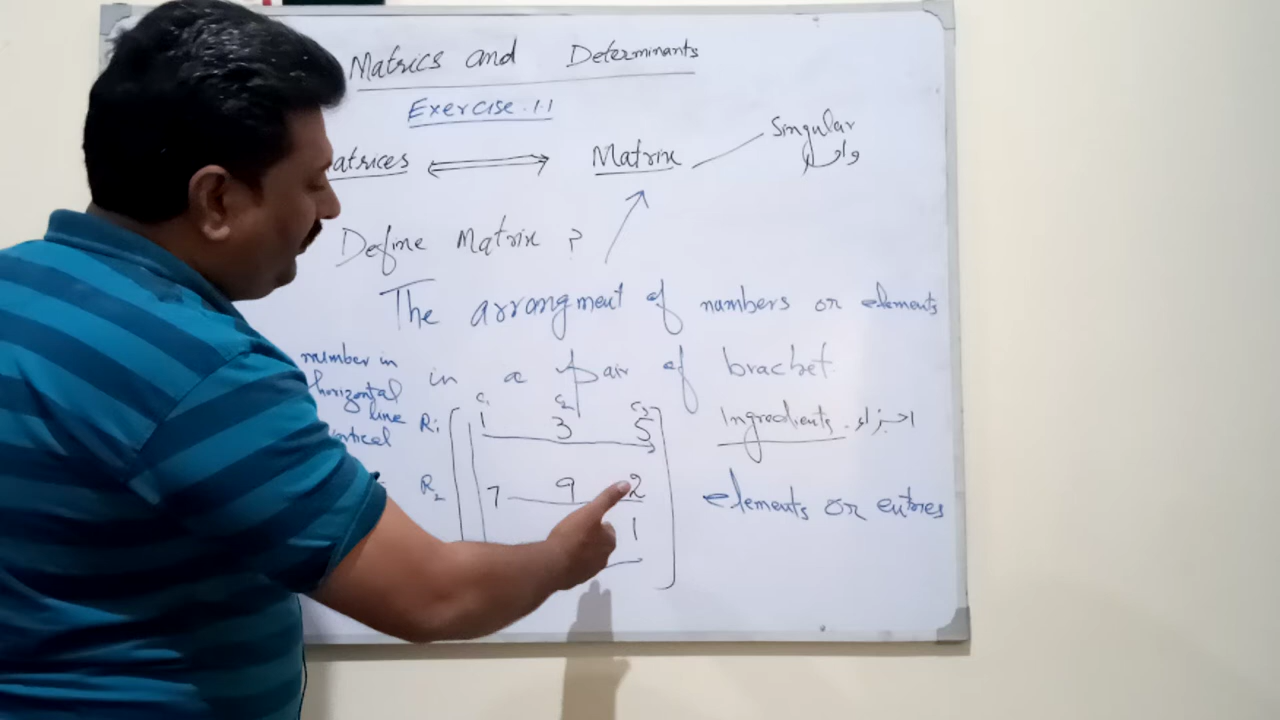 Matrics and Determinants
Exercise.1.1
atrices ⟷ Matrix Singular
واحد
Define Matrix ?
The arrangment of numbers or elements
number in horizontal line
in a pair of bracket
C1 C2 C3
R1 1 3 5
Ingredients. اجزاء
R2 7 9 2
elements or entries
1